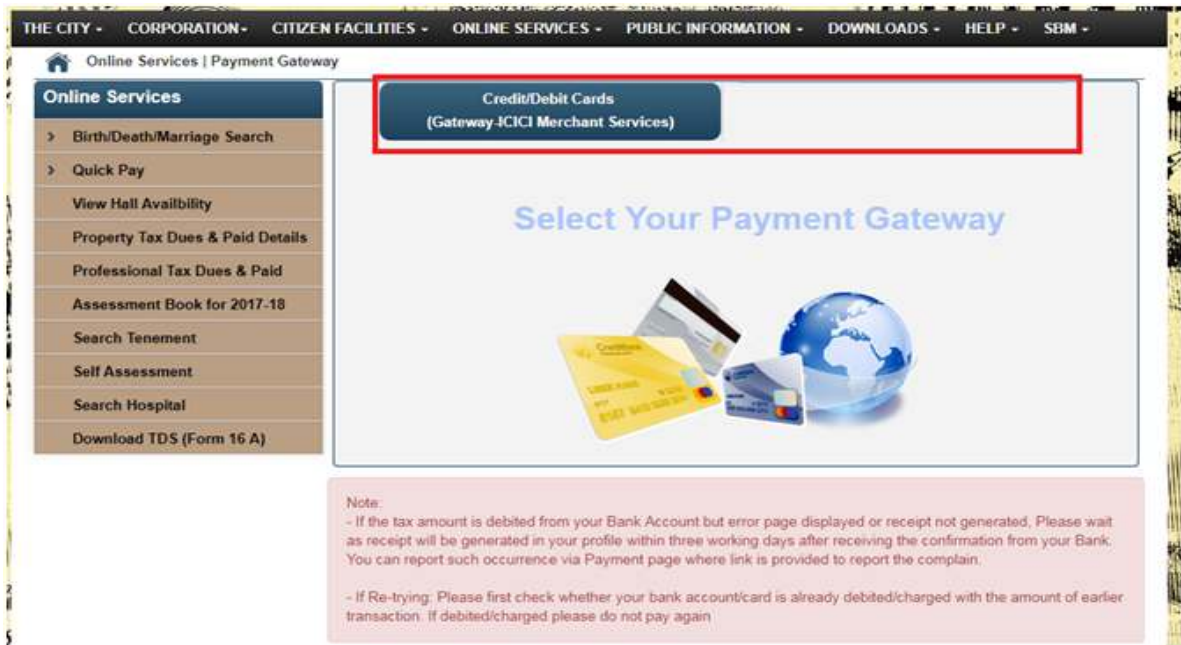 THE CITY - CORPORATION- CITIZEN FACILITIES - ONLINE SERVICES - PUBLIC INFORMATION - DOWNLOADS - HELP - SBM -
Online Services | Payment Gateway
Online Services
> Birth/Death/Marriage Search
> Quick Pay
View Hall Availbility
Property Tax Dues & Paid Details
Professional Tax Dues & Paid
Assessment Book for 2017-18
Search Tenement
Self Assessment
Search Hospital
Download TDS (Form 16 A)
Credit/Debit Cards
(Gateway-ICICI Merchant Services)
Select Your Payment Gateway
Note:
- If the tax amount is debited from your Bank Account but error page displayed or receipt not generated, Please wait
as receipt will be generated in your profile within three working days after receiving the confirmation from your Bank.
You can report such occurrence via Payment page where link is provided to report the complain.
- If Re-trying: Please first check whether your bank account/card is already debited/charged with the amount of earlier
transaction. If debited/charged please do not pay again